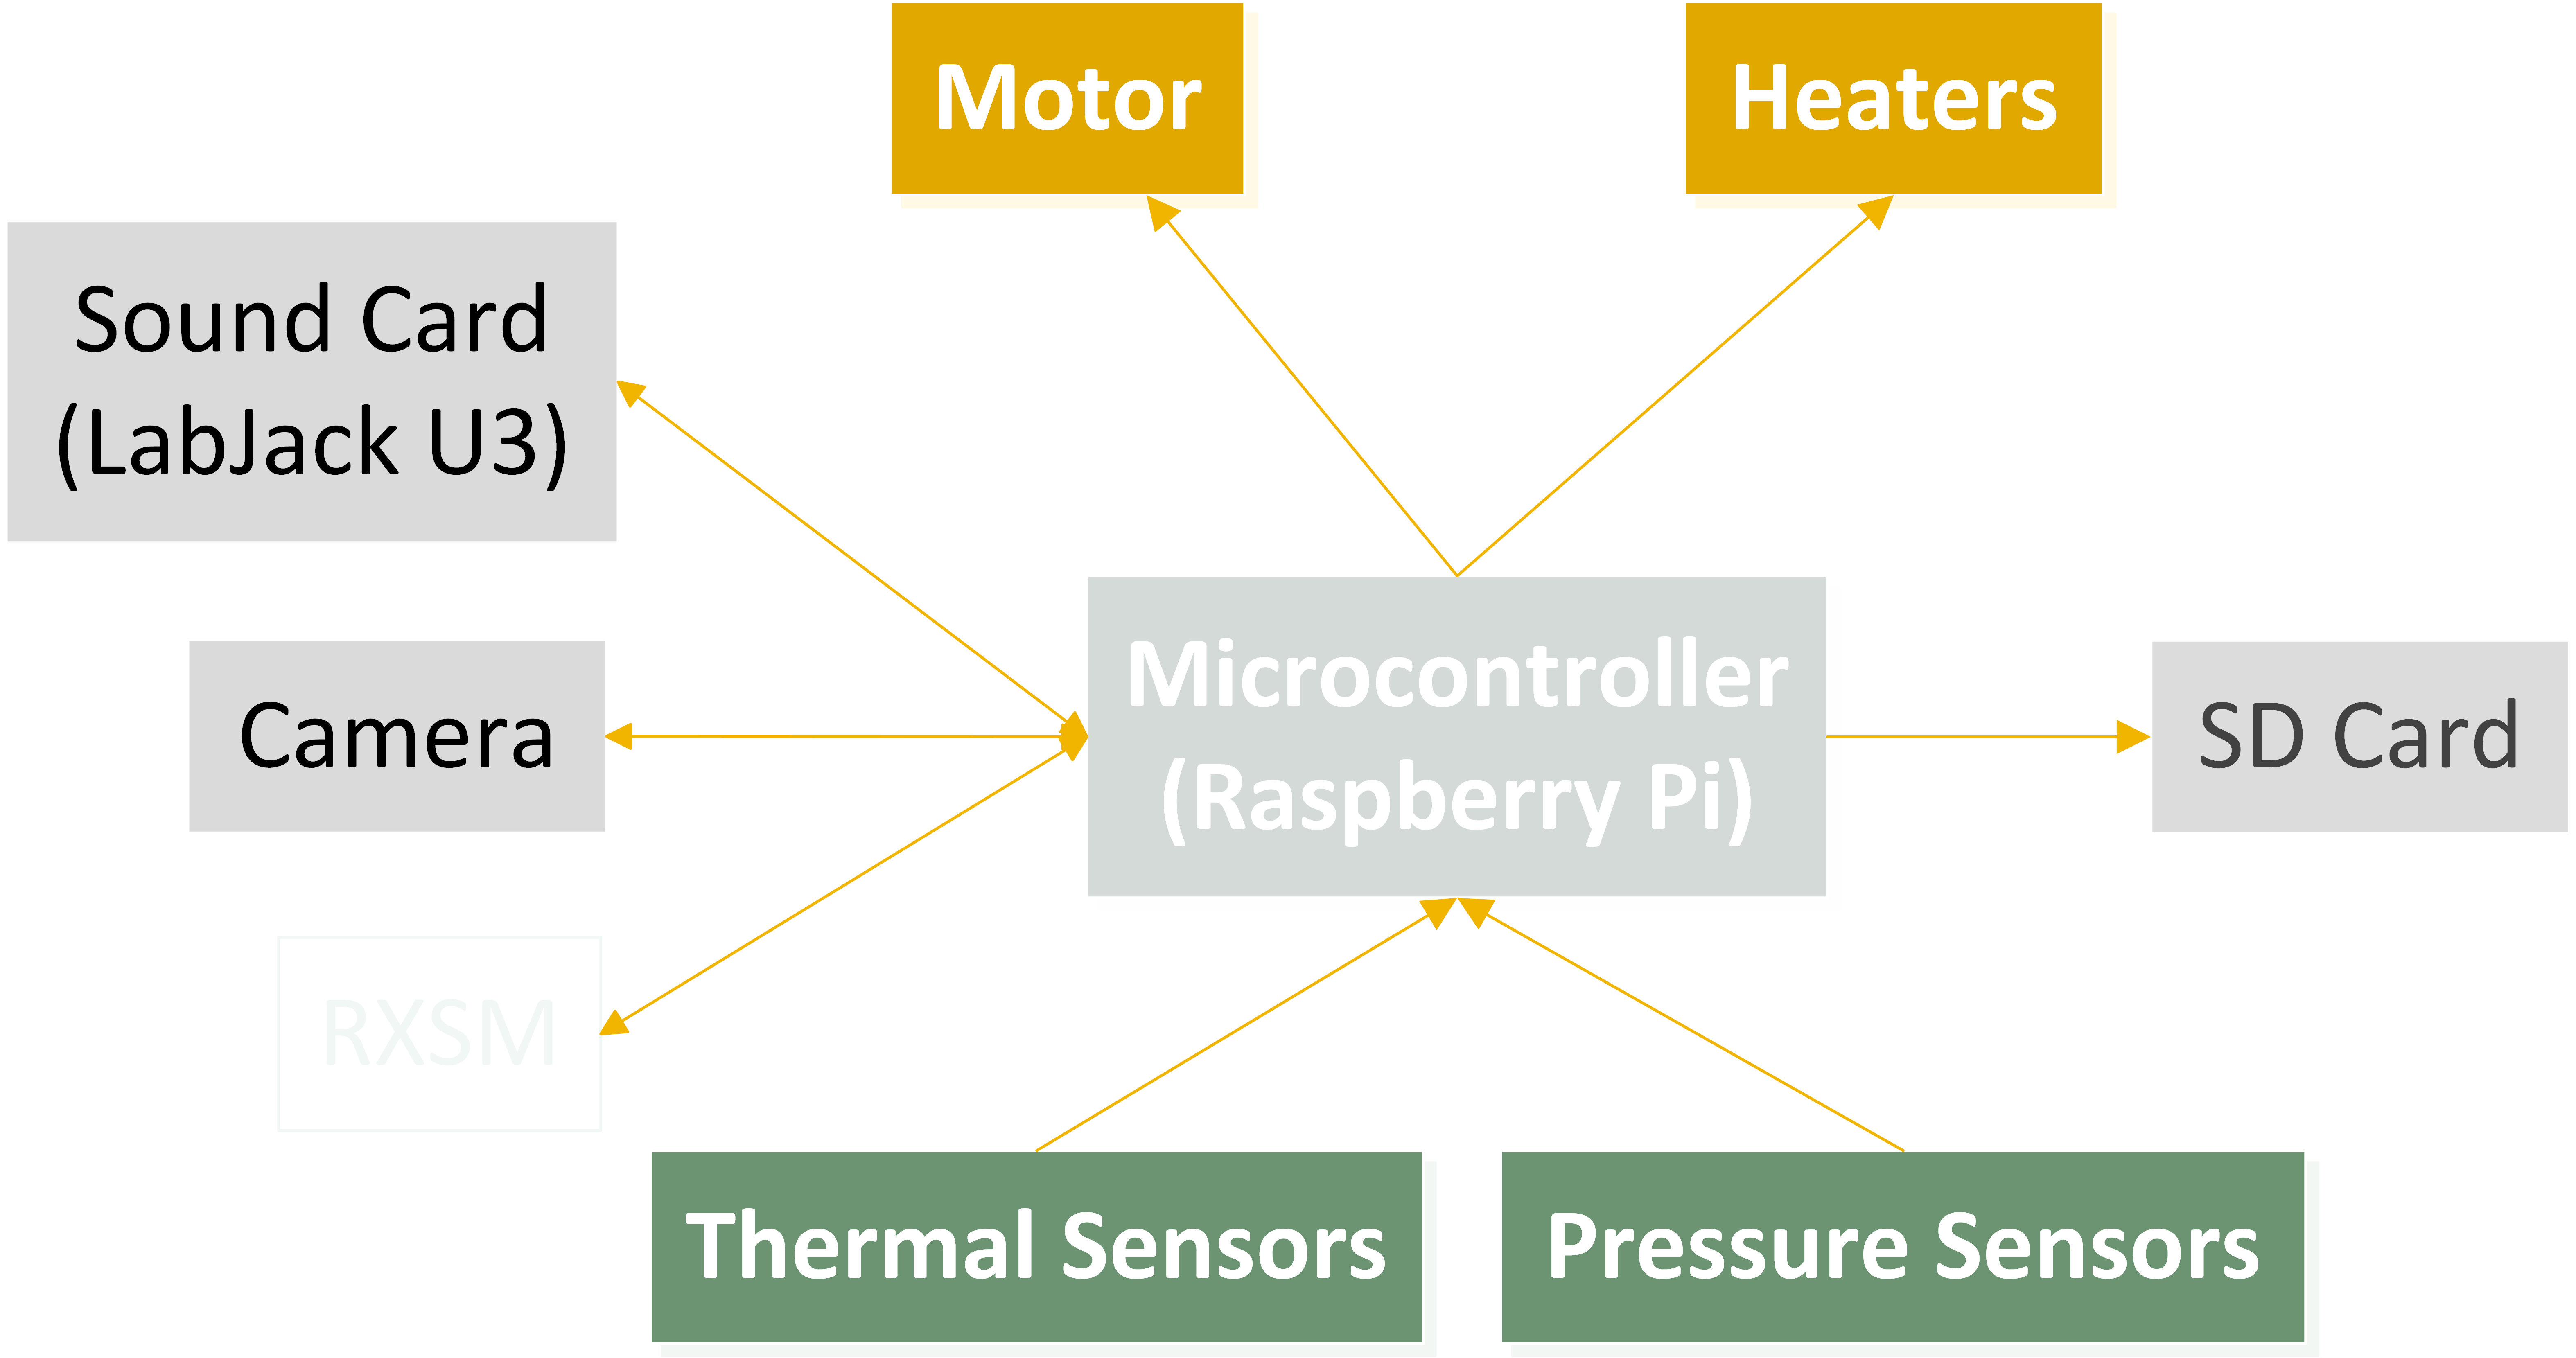 Motor
Heaters
Sound Card
(LabJack U3)
Microcontroller
(Raspberry Pi)
Camera
SD Card
RXSM
Thermal Sensors
Pressure Sensors